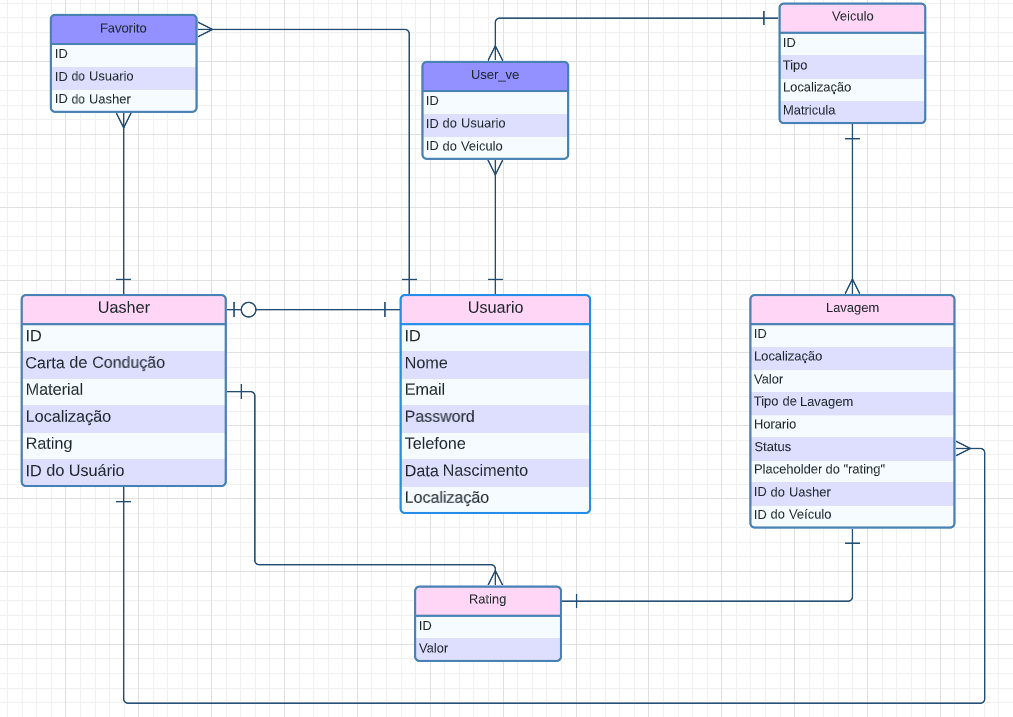 Favorito
ID
ID do Usuario
ID do Uasher
User_ve
ID
ID do Usuario
ID do Veiculo
Veiculo
ID
Tipo
Localização
Matricula
Uasher
ID
Carta de Condução
Material
Localização
Rating
ID do Usuário
Usuario
ID
Nome
Email
Password
Telefone
Data Nascimento
Localização
Lavagem
ID
Localização
Valor
Tipo de Lavagem
Horario
Status
Placeholder do "rating"
ID do Uasher
ID do Veículo
Rating
ID
Valor